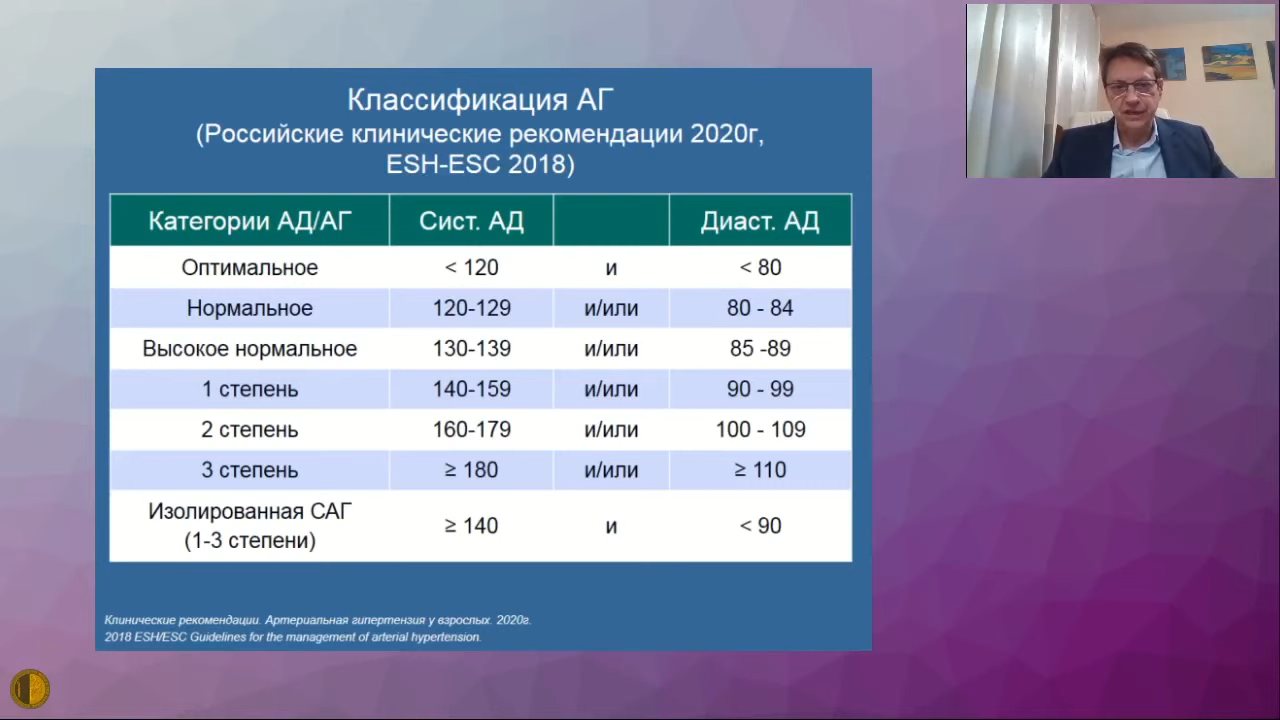 Классификация АГ
(Российские клинические рекомендации 2020г,
ESH-ESC 2018)
Категории АД/АГ Сист. АД Диаст. АД
Оптимальное < 120 и < 80
Нормальное 120-129 и/или 80 - 84
Высокое нормальное 130-139 и/или 85 -89
1 степень 140-159 и/или 90 - 99
2 степень 160-179 и/или 100 - 109
3 степень ≥ 180 и/или ≥ 110
Изолированная САГ
(1-3 степени) ≥ 140 и < 90
Клинические рекомендации. Артериальная гипертензия у взрослых. 2020г.
2018 ESH/ESC Guidelines for the management of arterial hypertension.